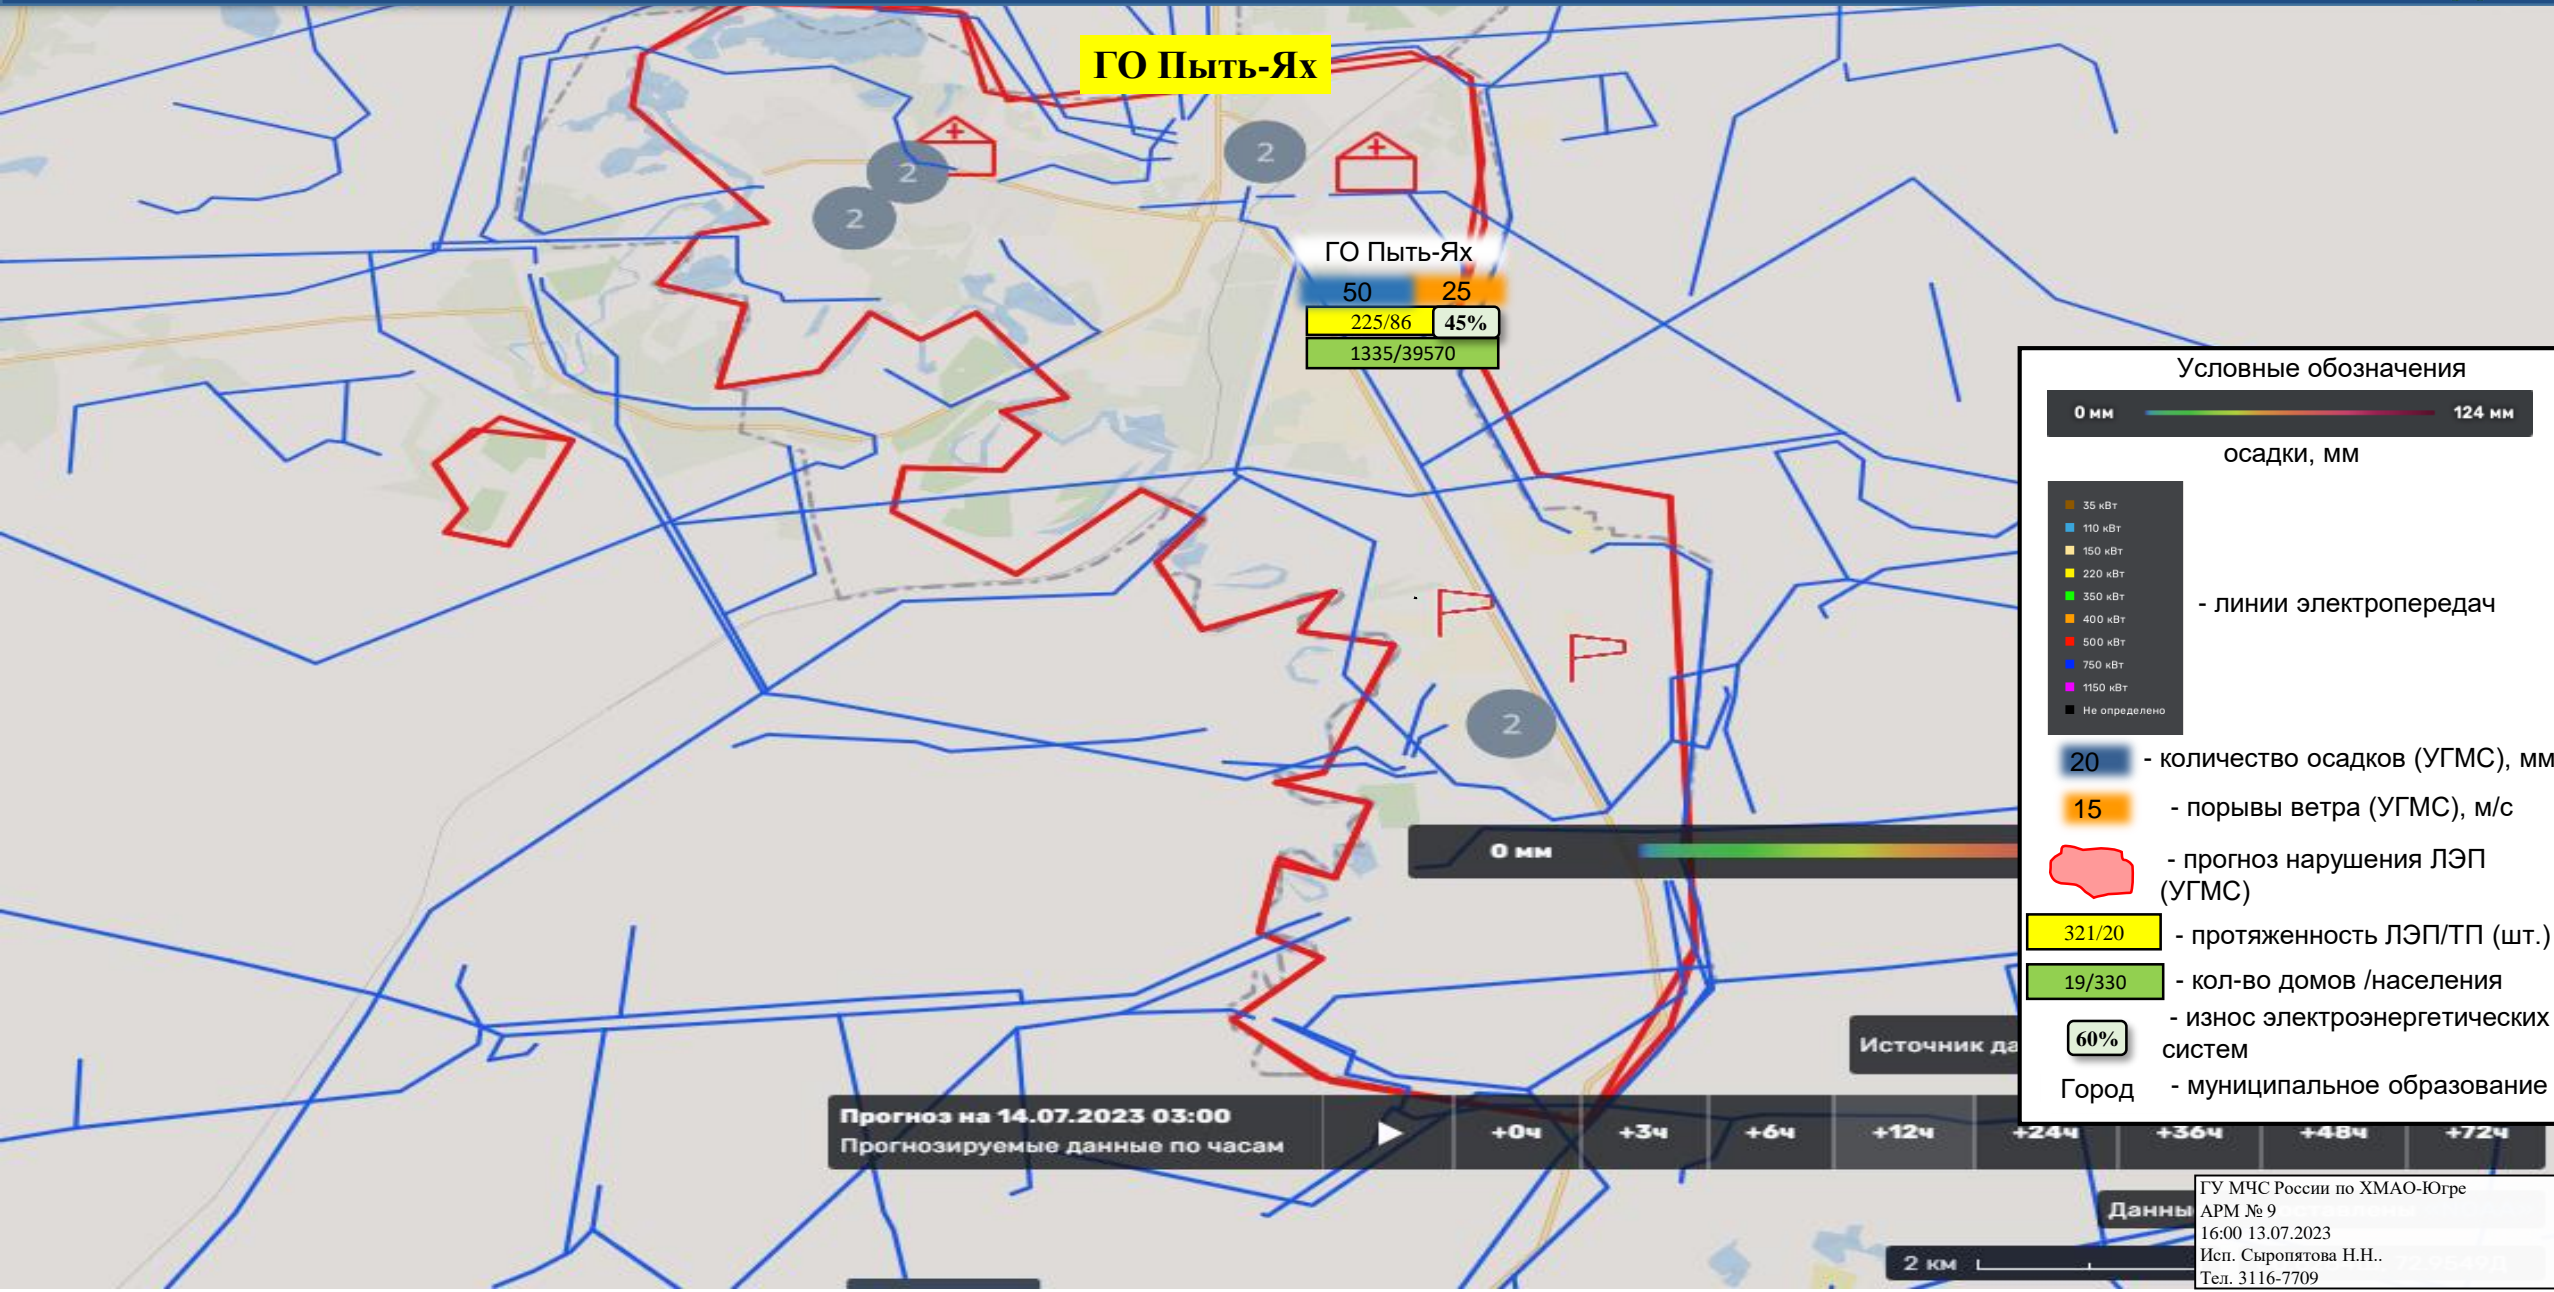 ГО Пыть-Ях
2
2
2
ГО Пыть-Ях
50 25
225/86 45%
1335/39570
2
Условные обозначения
0 мм 124 мм
осадки, мм
35 кВт
110 кВт
150 кВт
220 кВт
350 кВт
400 кВт
500 кВт
750 кВт
1150 кВт
Не определено
- линии электропередач
20 - количество осадков (УГМС), мм
15 - порывы ветра (УГМС), м/с
- прогноз нарушения ЛЭП
(УГМС)
321/20 - протяженность ЛЭП/ТП (шт.)
19/330 - кол-во домов /населения
60% - износ электроэнергетических
систем
Город - муниципальное образование
0 мм
Источник да
Прогноз на 14.07.2023 03:00
Прогнозируемые данные по часам
+0ч +3ч +6ч +12ч +24ч +36ч +48ч +72ч
Данны
2 км
ГУ МЧС России по ХМАО-Югре
АРМ № 9
16:00 13.07.2023
Исп. Сыропятова Н.Н..
Тел. 3116-7709